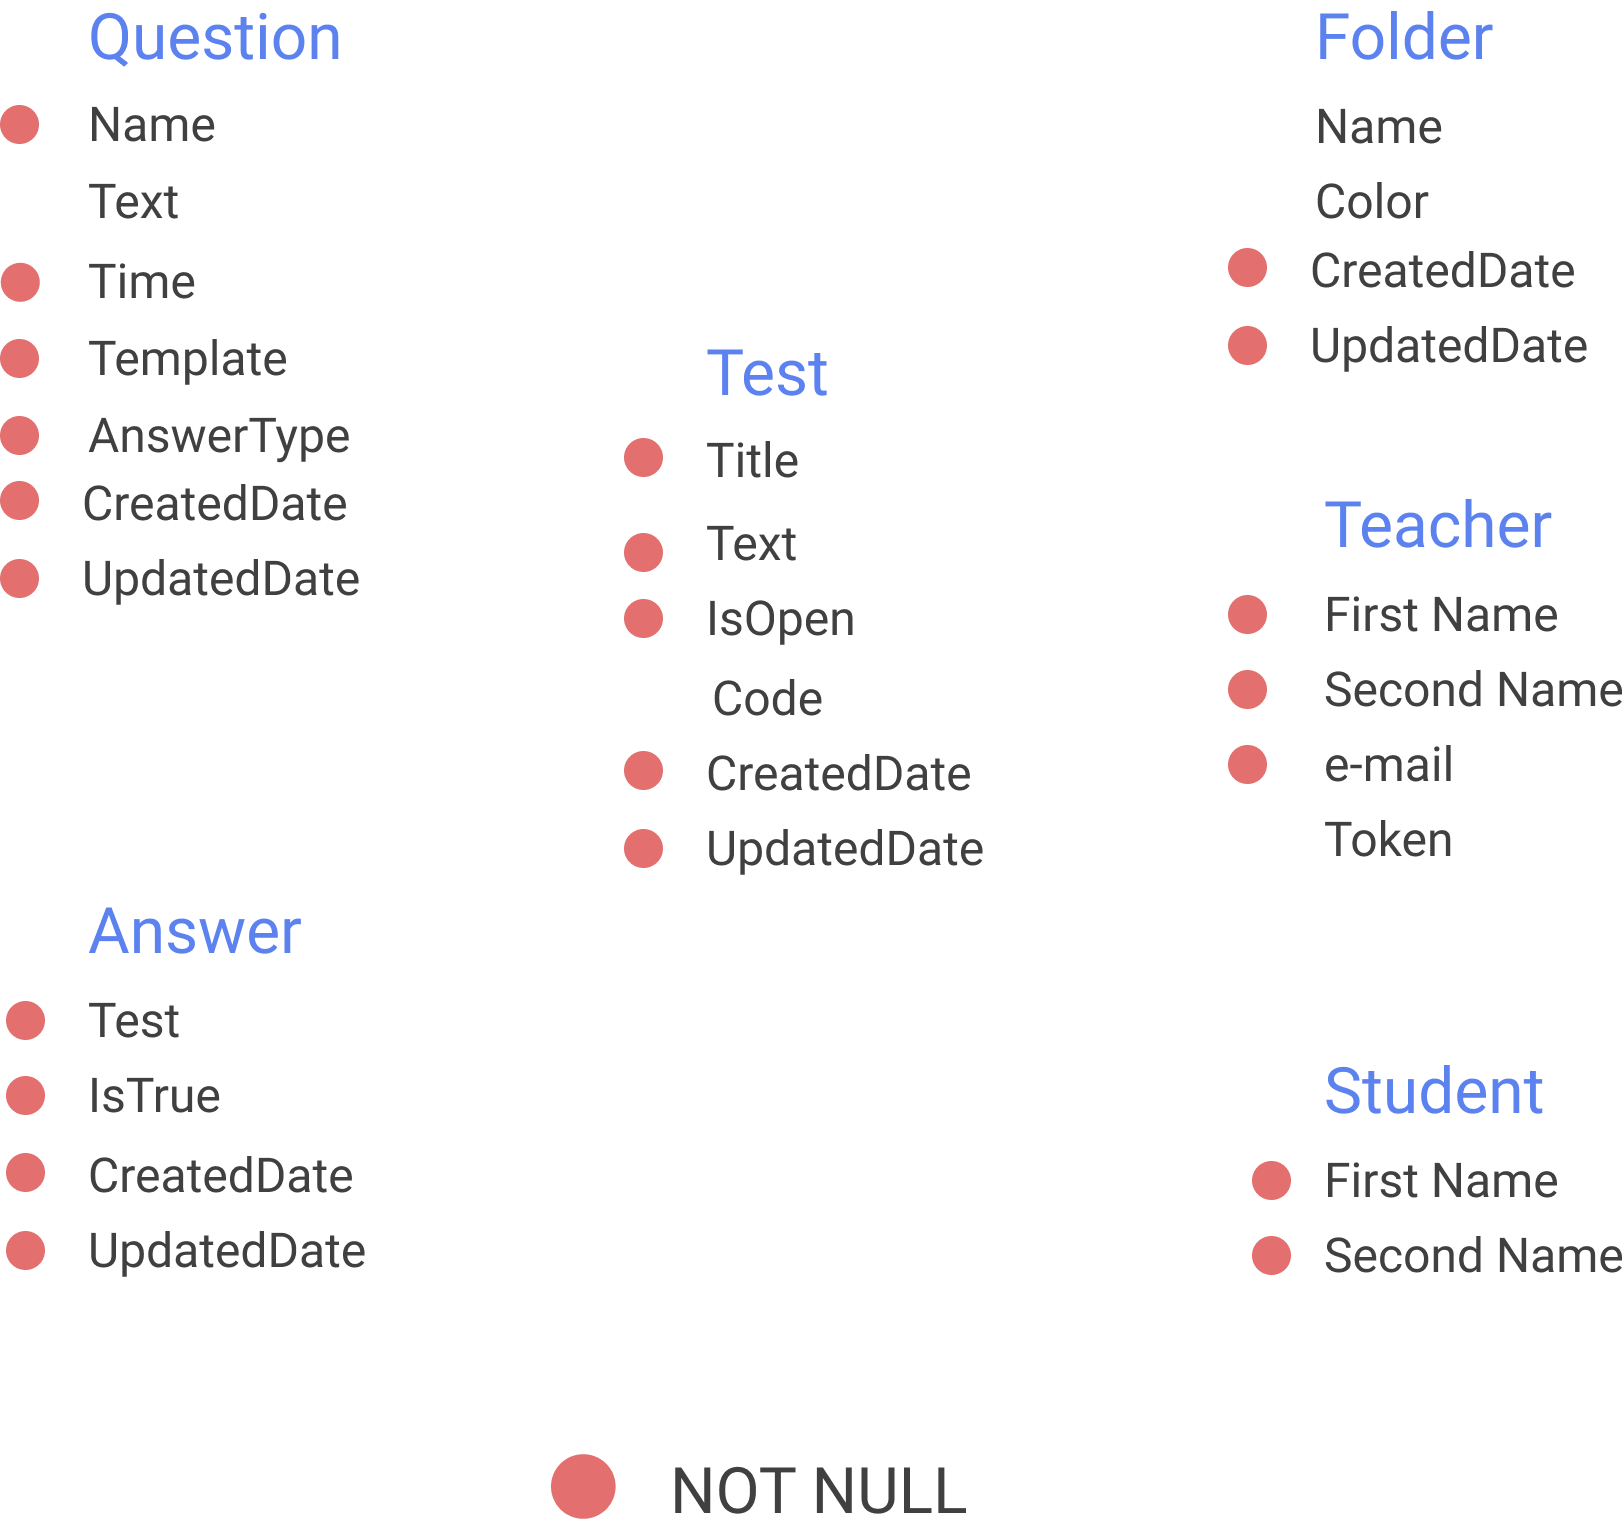 Question
Name
Text
Time
Template
AnswerType
CreatedDate
UpdatedDate
Answer
Test
IsTrue
CreatedDate
UpdatedDate
Test
Title
Text
IsOpen
Code
CreatedDate
UpdatedDate
Folder
Name
Color
CreatedDate
UpdatedDate
Teacher
First Name
Second Name
e-mail
Token
Student
First Name
Second Name
NOT NULL